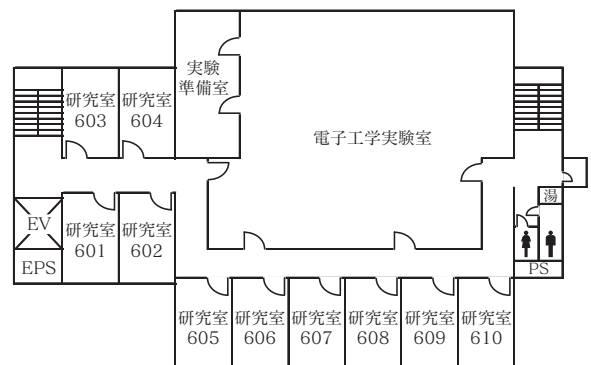 実験
準備室
研究室
603
研究室
604
電子工学実験室
湯
EV
研究室
601
研究室
602
EPS
PS
研究室
605
研究室
606
研究室
607
研究室
608
研究室
609
研究室
610